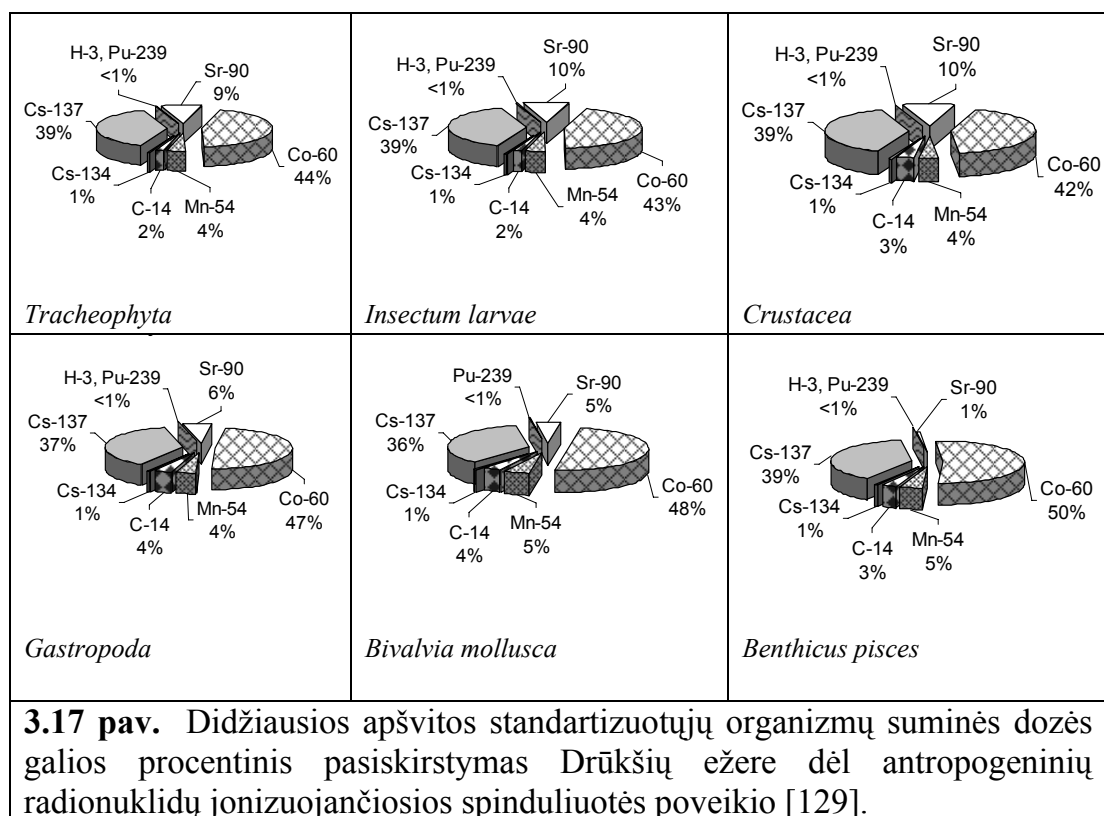 H-3, Pu-239
<1%
Sr-90
9%
Cs-137
39%
Co-60
44%
Cs-134
1%
C-14
2%
Mn-54
4%
Tracheophyta
H-3, Pu-239
<1%
Sr-90
10%
Cs-137
39%
Co-60
43%
Cs-134
1%
C-14
2%
Mn-54
4%
Insectum larvae
H-3, Pu-239
<1%
Sr-90
10%
Cs-137
39%
Co-60
42%
Cs-134
1%
C-14
3%
Mn-54
4%
Crustacea
H-3, Pu-239
<1%
Sr-90
6%
Cs-137
37%
Co-60
47%
Cs-134
1%
C-14
4%
Mn-54
4%
Gastropoda
Pu-239
<1%
Sr-90
5%
Cs-137
36%
Co-60
48%
Cs-134
1%
C-14
4%
Mn-54
5%
Bivalvia mollusca
H-3, Pu-239
<1%
Sr-90
1%
Cs-137
39%
Co-60
50%
Cs-134
1%
C-14
3%
Mn-54
5%
Benthicus pisces
3.17 pav. Didžiausios apšvitos standartizuotųjų organizmų suminės dozės
galios procentinis pasiskirstymas Drūkšių ežere dėl antropogeninių
radionuklidų jonizuojančiosios spinduliuotės poveikio [129].